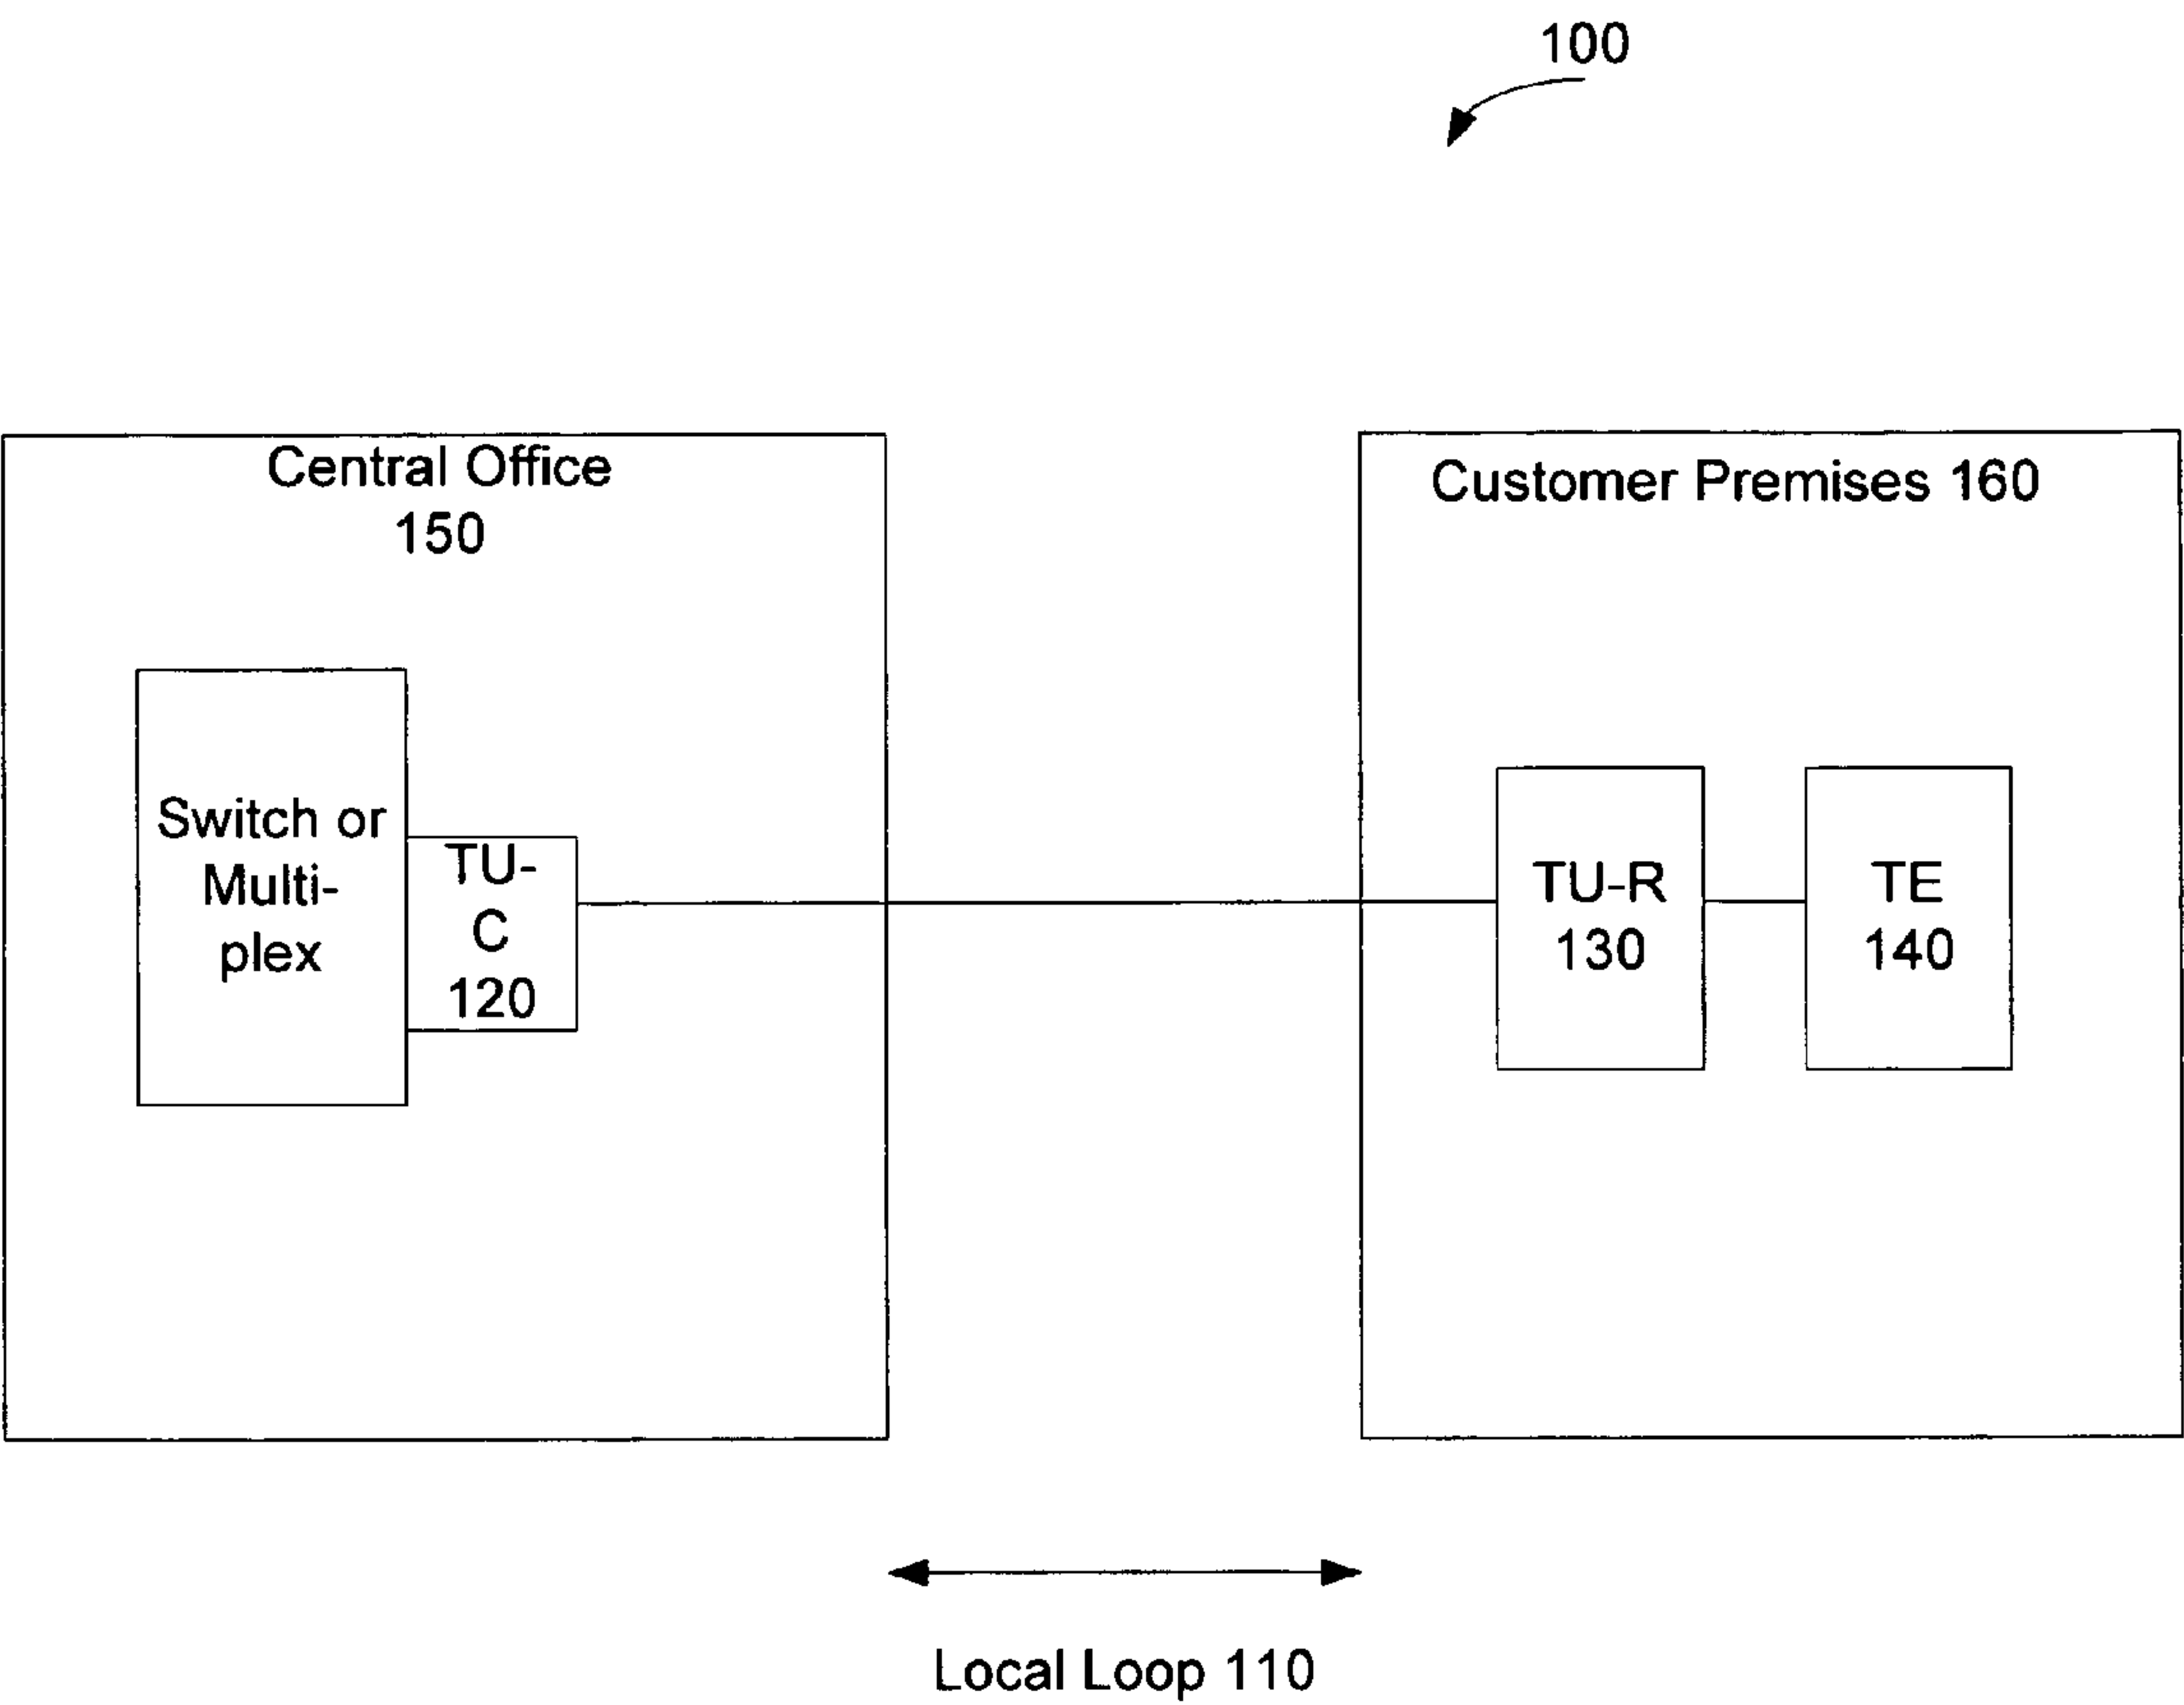 100
Central Office
150
Customer Premises 160
Switch or
Multi-
plex
TU-
C
120
TU-R
130
TE
140
Local Loop 110